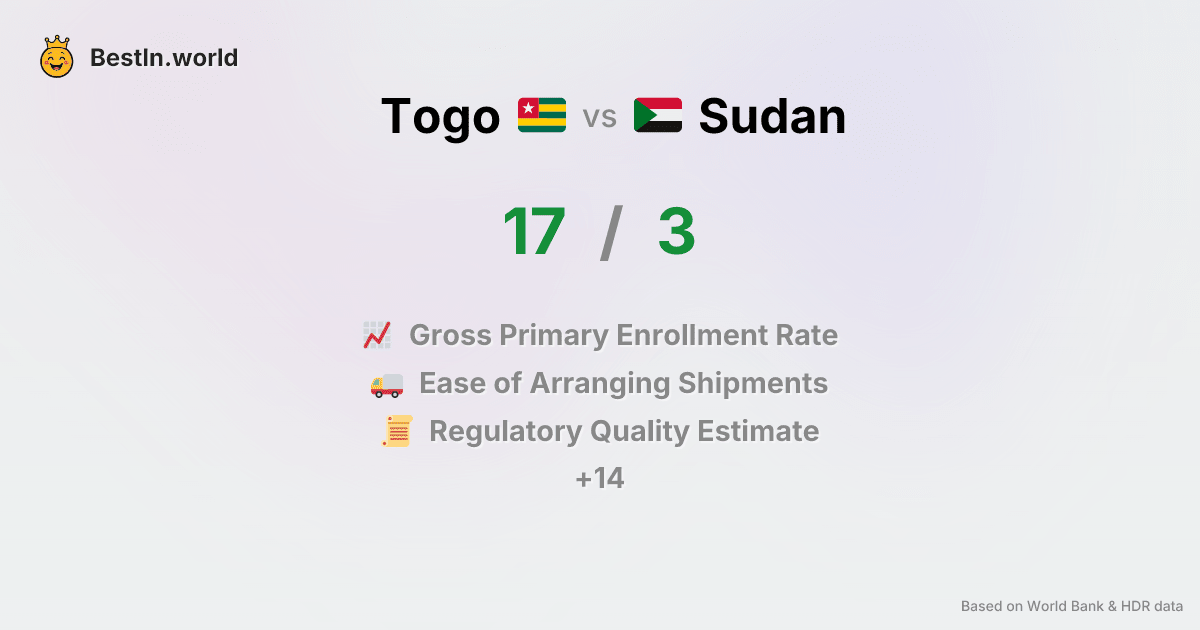 BestIn.world
Togo vs Sudan
17 / 3
Gross Primary Enrollment Rate
Ease of Arranging Shipments
Regulatory Quality Estimate
+14
Based on World Bank & HDR data